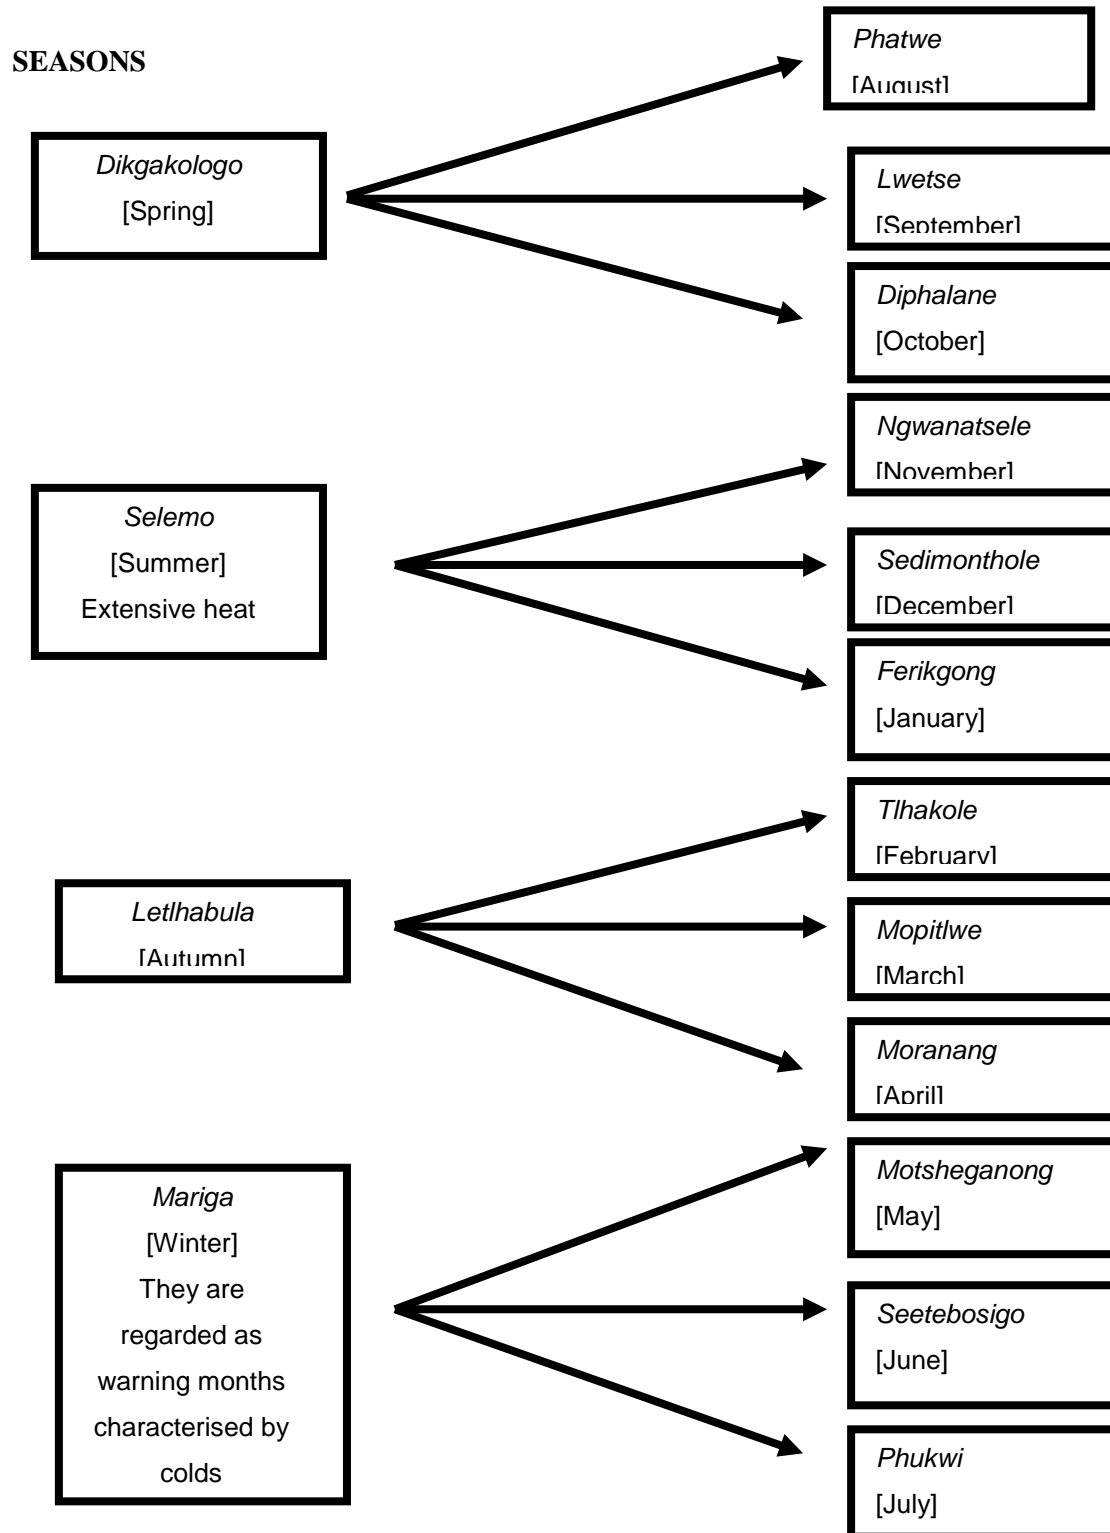 SEASONS
Dikgakologo
[Spring]
Phatwe
[August]
Lwetse
[September]
Diphalane
[October]
Selemo
[Summer]
Extensive heat
Ngwanatsele
[November]
Sedimonthole
[December]
Ferikgong
[January]
Letlhabula
[Autumn]
Tlhakole
[February]
Mopitlwe
[March]
Moranang
[April]
Mariga
[Winter]
They are
regarded as
warning months
characterised by
colds
Motsheganong
[May]
Seetebosigo
[June]
Phukwi
[July]